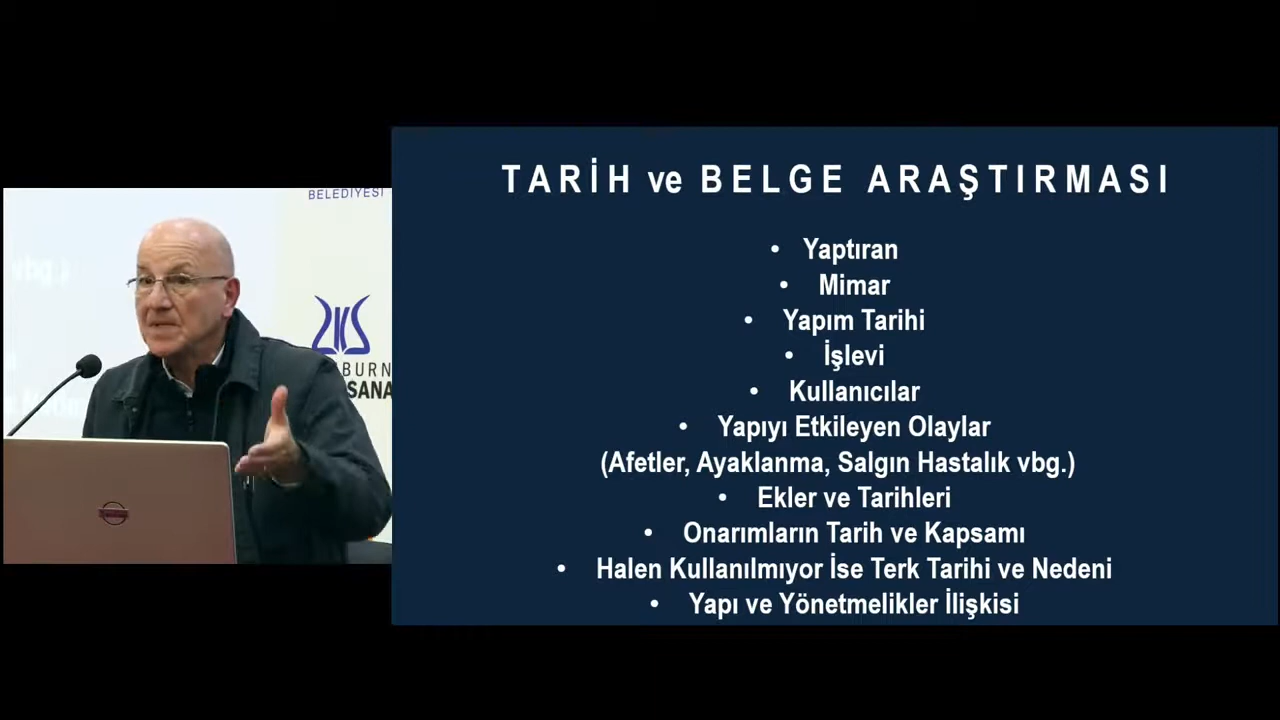 BELEDİYESİ
ZKS
BURN
SANA
vbg.)
TARİH ve BELGE ARAŞTIRMASI
• Yaptıran
• Mimar
• Yapım Tarihi
• İşlevi
• Kullanıcılar
• Yapıyı Etkileyen Olaylar
(Afetler, Ayaklanma, Salgın Hastalık vbg.)
• Ekler ve Tarihleri
• Onarımların Tarih ve Kapsamı
• Halen Kullanılmıyor İse Terk Tarihi ve Nedeni
• Yapı ve Yönetmelikler İlişkisi